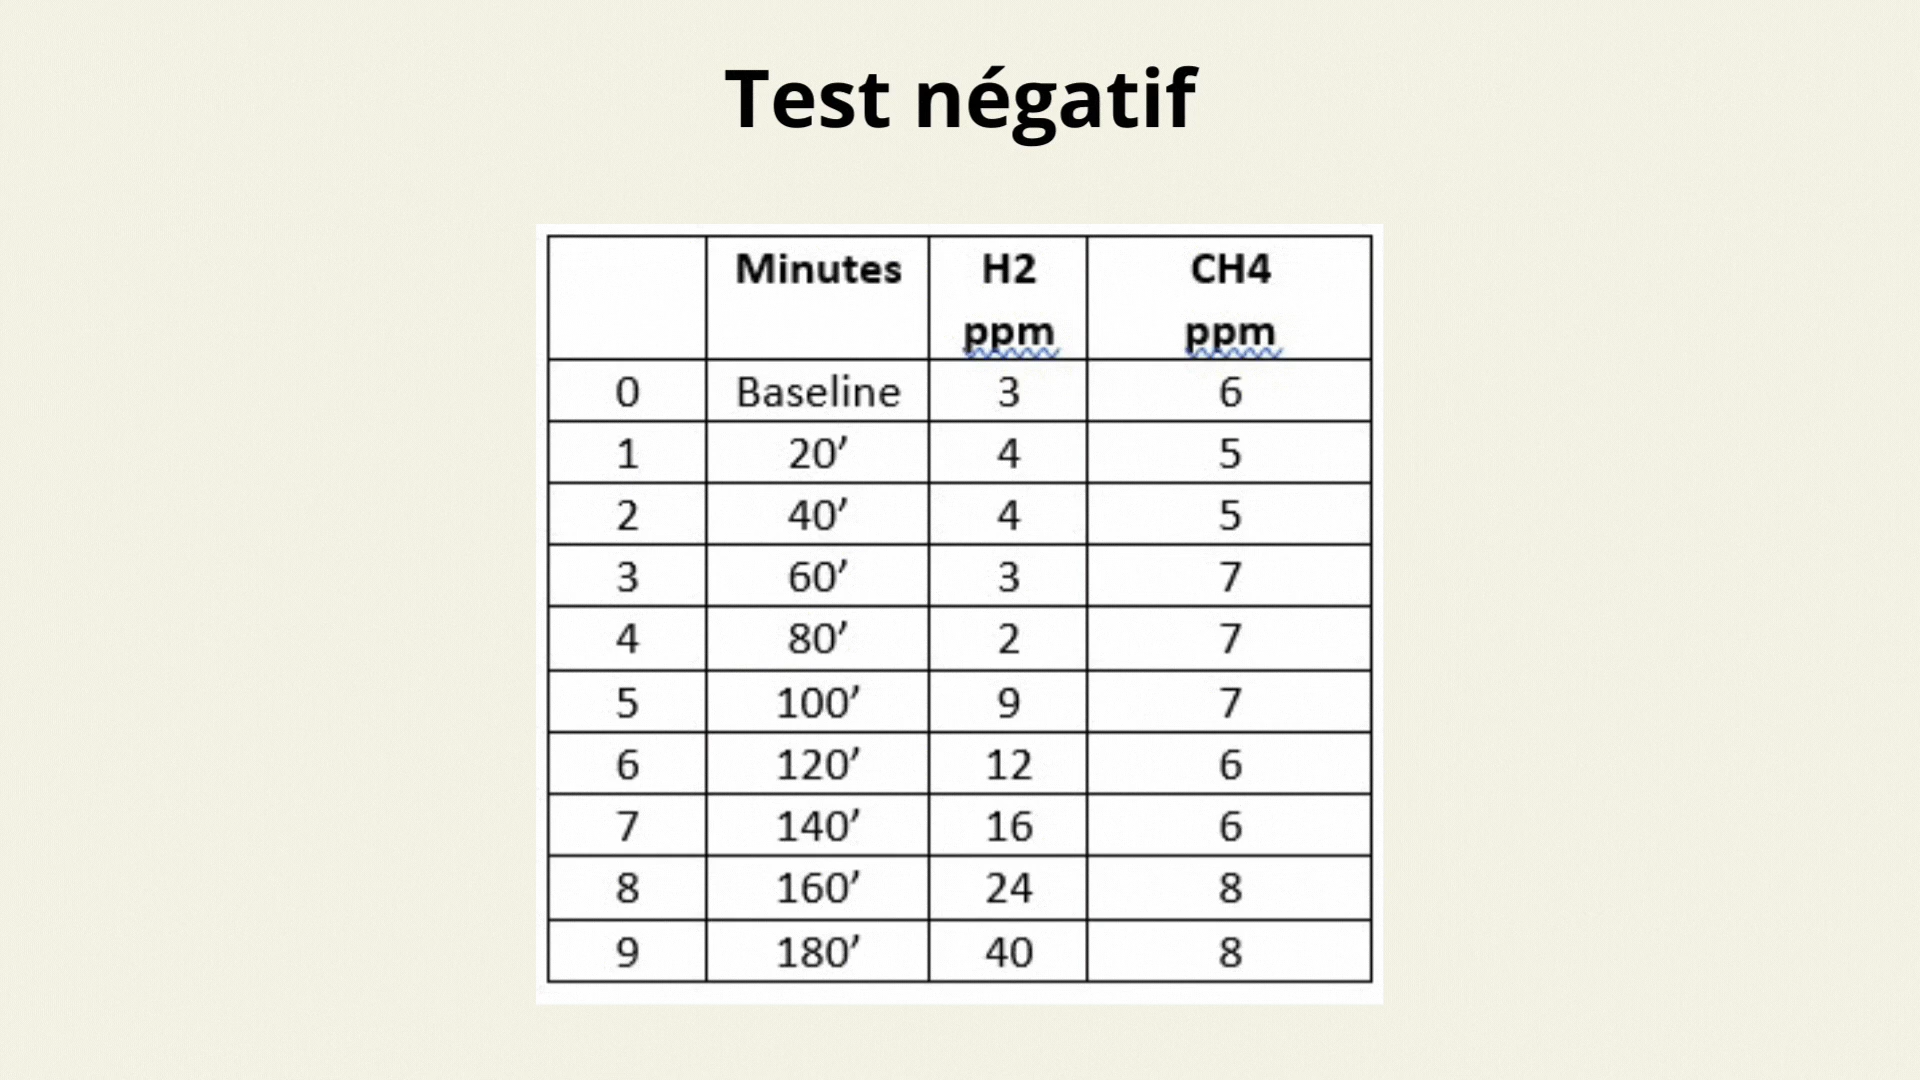 Test négatif
Minutes H2 ppm CH4 ppm
0 Baseline 3 6
1 20’ 4 5
2 40’ 4 5
3 60’ 3 7
4 80’ 2 7
5 100’ 9 7
6 120’ 12 6
7 140’ 16 6
8 160’ 24 8
9 180’ 40 8